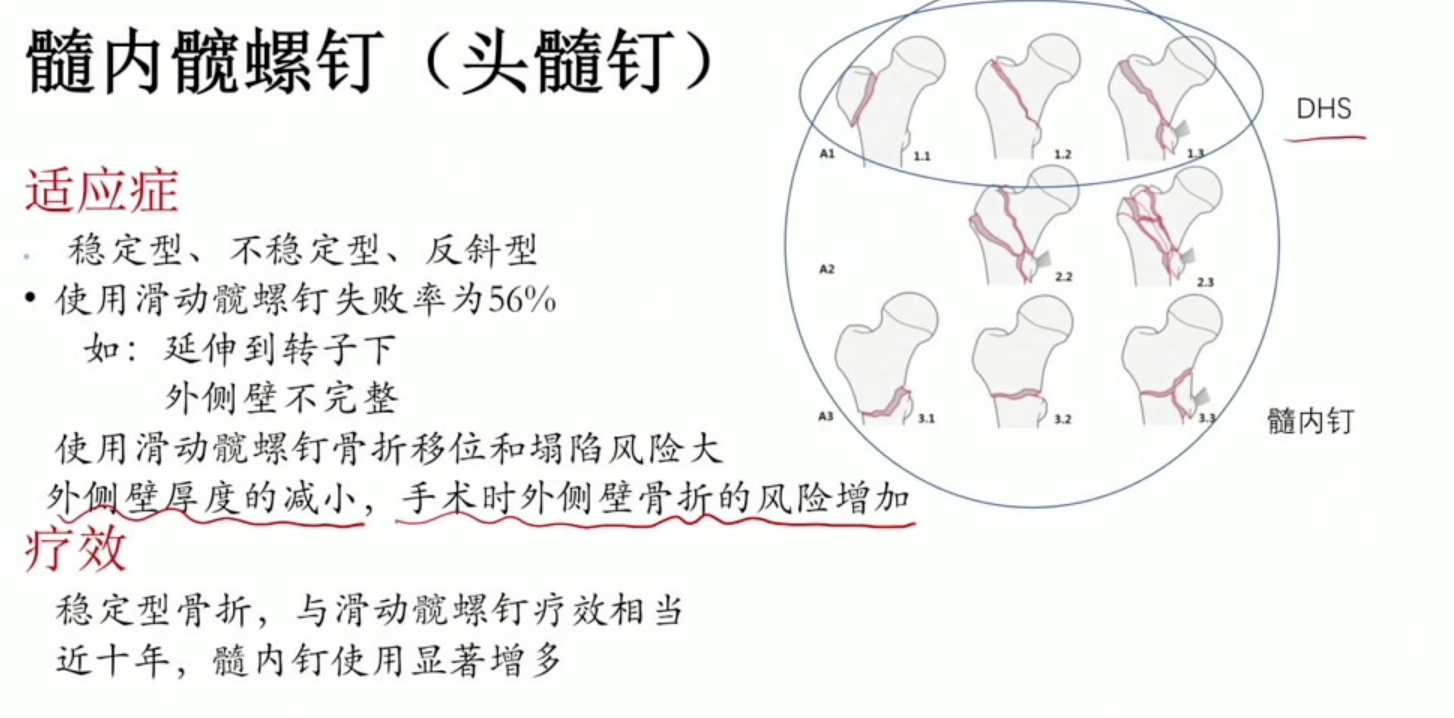 髓内髋螺钉（头髓钉）
适应症
• 稳定型、不稳定型、反斜型
• 使用滑动髋螺钉失败率为56%
如：延伸到转子下
外侧壁不完整
使用滑动髋螺钉骨折移位和塌陷风险大
外侧壁厚度的减小，手术时外侧壁骨折的风险增加
疗效
稳定型骨折，与滑动髋螺钉疗效相当
近十年，髓内钉使用显著增多
DHS
A1 1.1 1.2 1.3
A2 2.2 2.3
A3 3.1 3.2 3.3
髓内钉